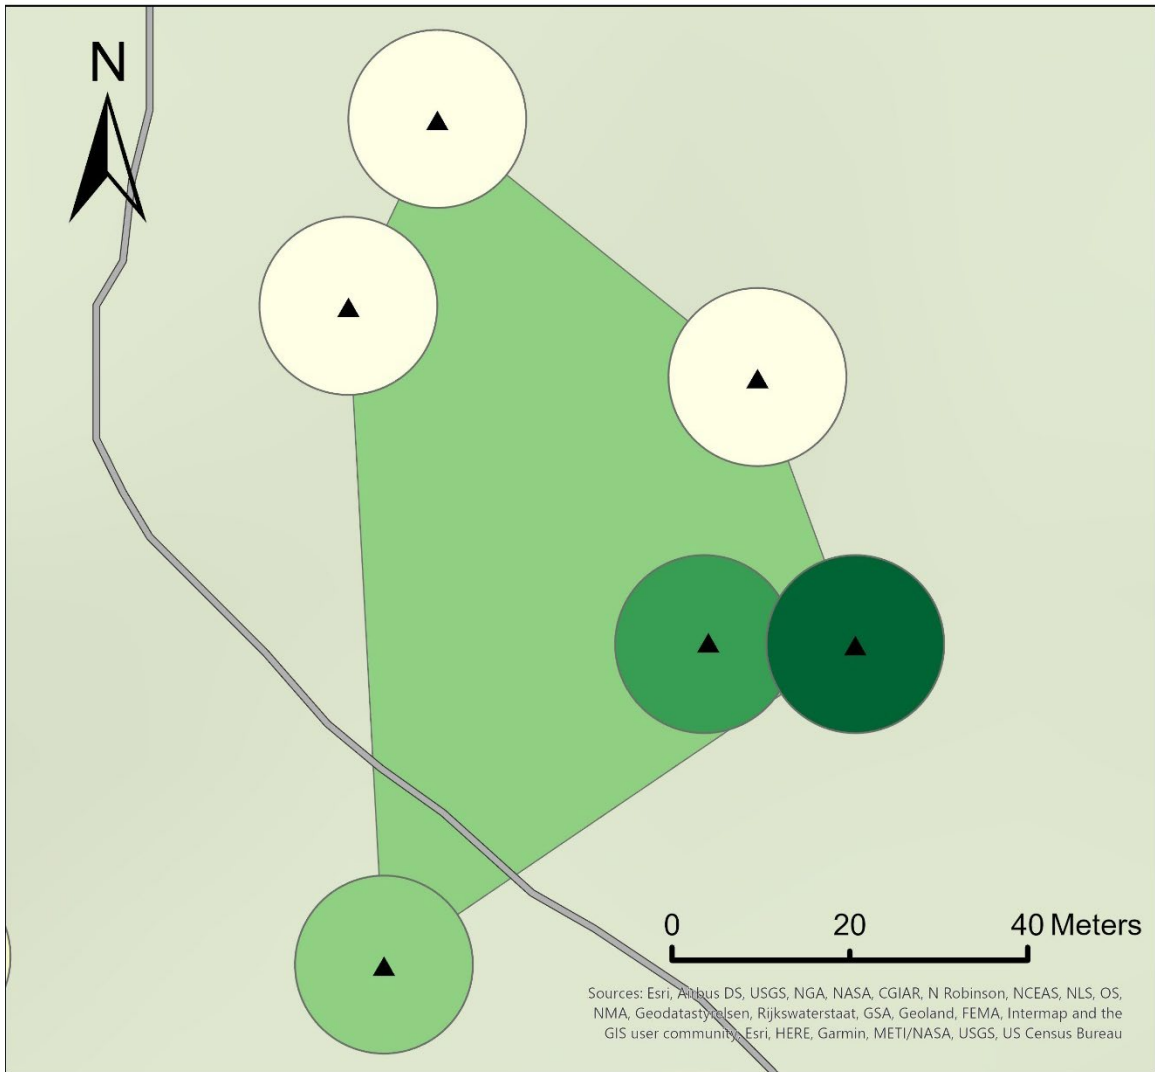 N
0 20 40 Meters
Sources: Esri, Airbus DS, USGS, NGA, NASA, CGIAR, N Robinson, NCEAS, NLS, OS,
NMA, Geodatastyrelsen, Rijkswaterstaat, GSA, Geoland, FEMA, Intermap and the
GIS user community, Esri, HERE, Garmin, METI/NASA, USGS, US Census Bureau